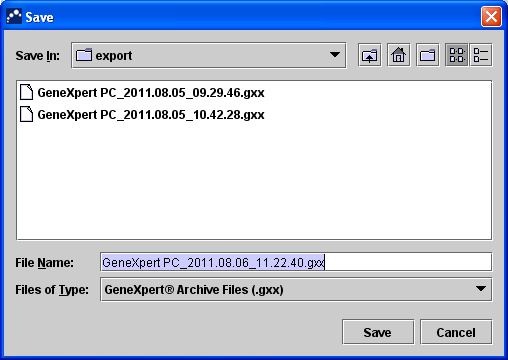 Save
Save In: export
GeneXpert PC_2011.08.05_09.29.46.gxx
GeneXpert PC_2011.08.05_10.42.28.gxx
File Name: GeneXpert PC_2011.08.06_11.22.40.gxx
Files of Type: GeneXpert® Archive Files (.gxx)
Save Cancel